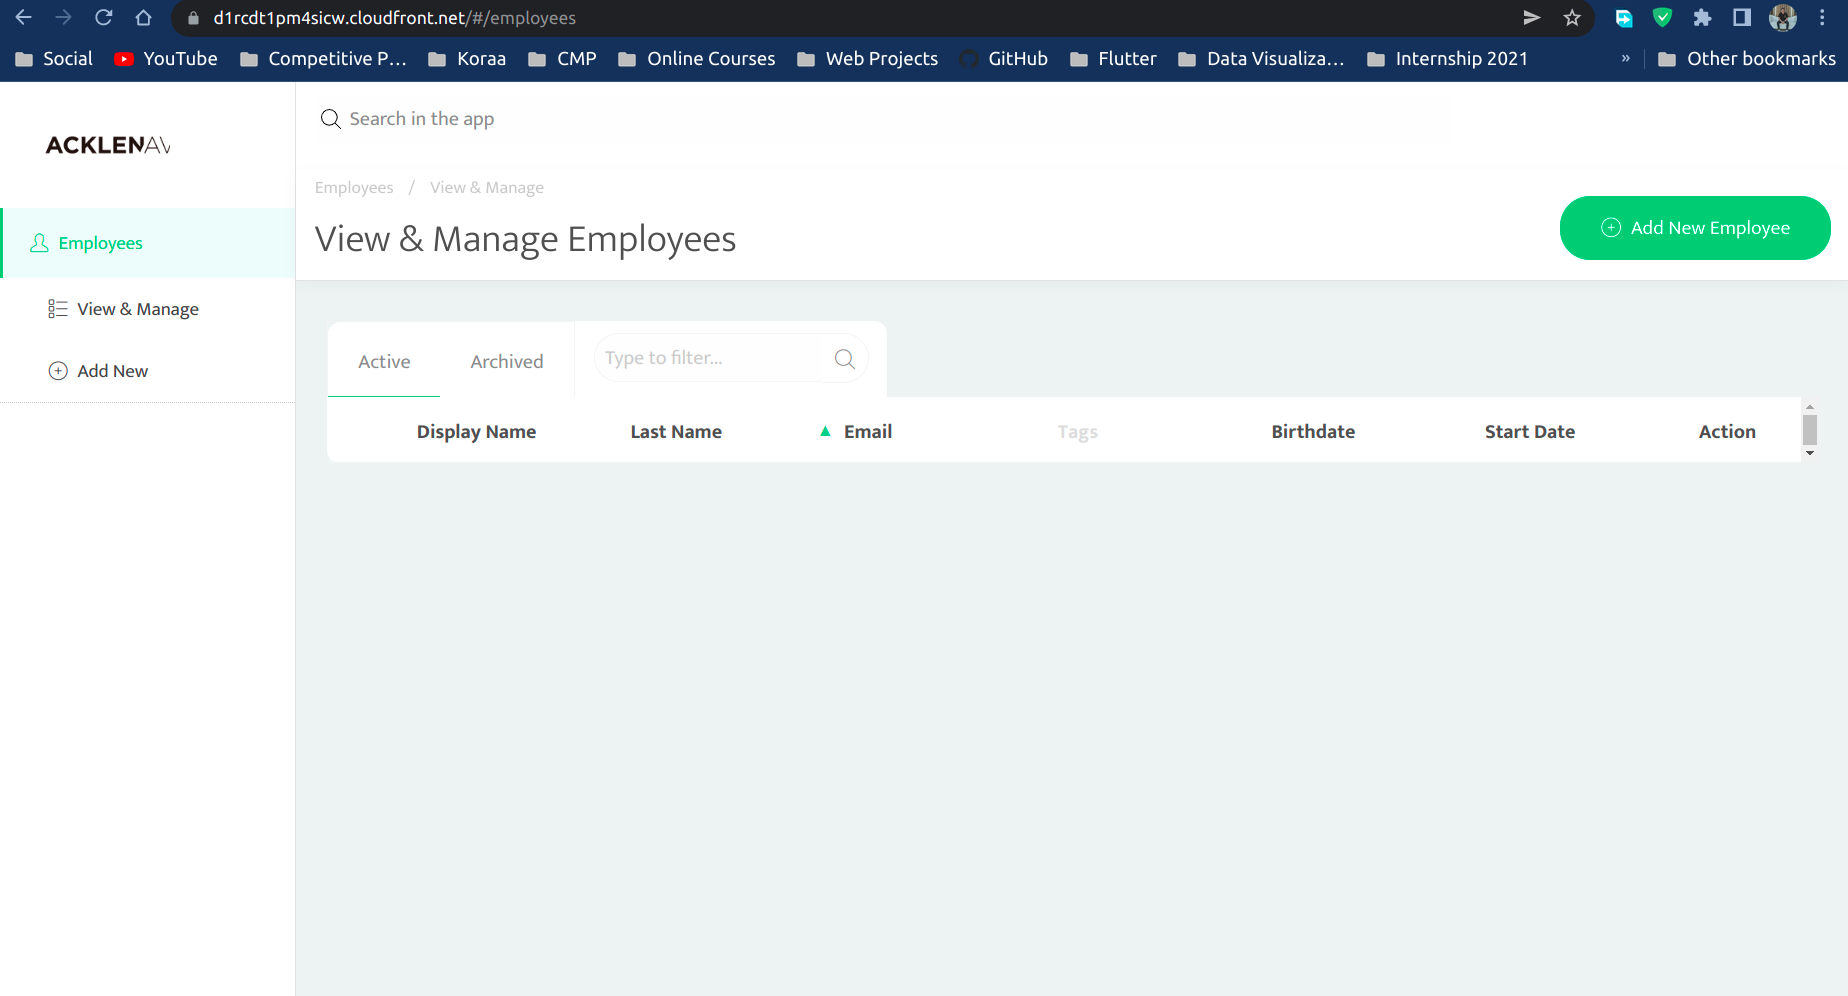 d1rcdt1pm4sicw.cloudfront.net/#/employees
Social YouTube Competitive P… Koraa CMP Online Courses Web Projects GitHub Flutter Data Visualiza… Internship 2021 » Other bookmarks
Search in the app
ACKLENAV
Employees / View & Manage
View & Manage Employees
Add New Employee
Employees
View & Manage
Add New
Active Archived Type to filter...
Display Name Last Name ▲ Email Tags Birthdate Start Date Action